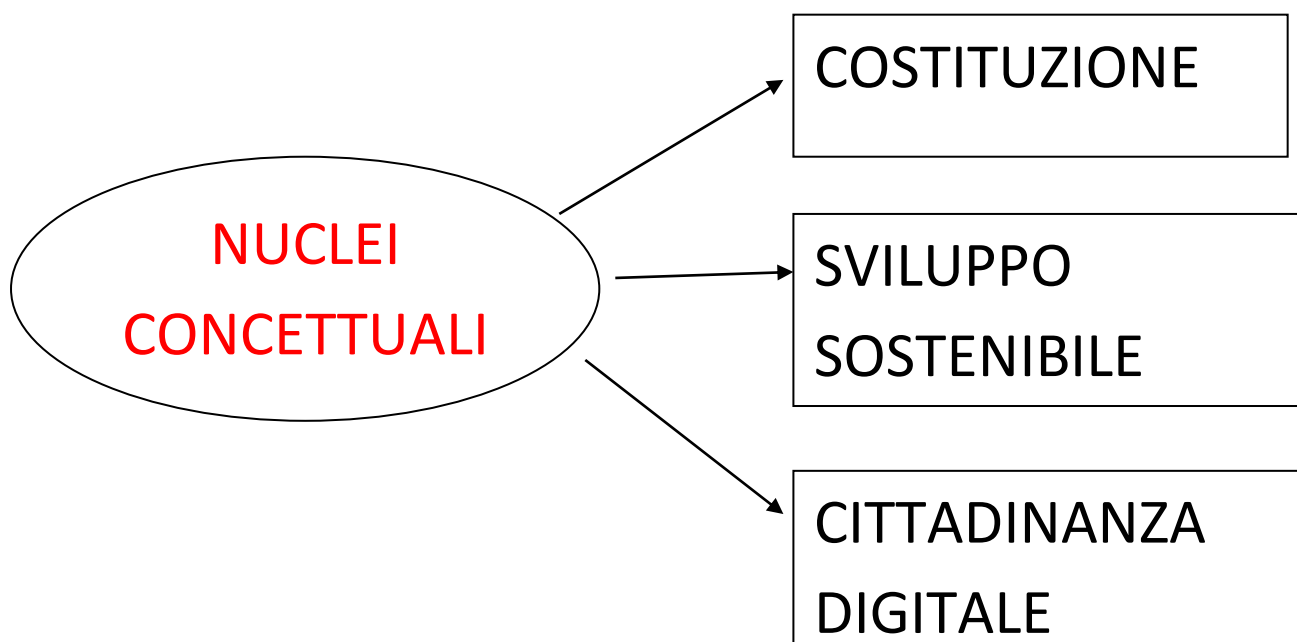 NUCLEI
CONCETTUALI
COSTITUZIONE
SVILUPPO
SOSTENIBILE
CITTADINANZA
DIGITALE